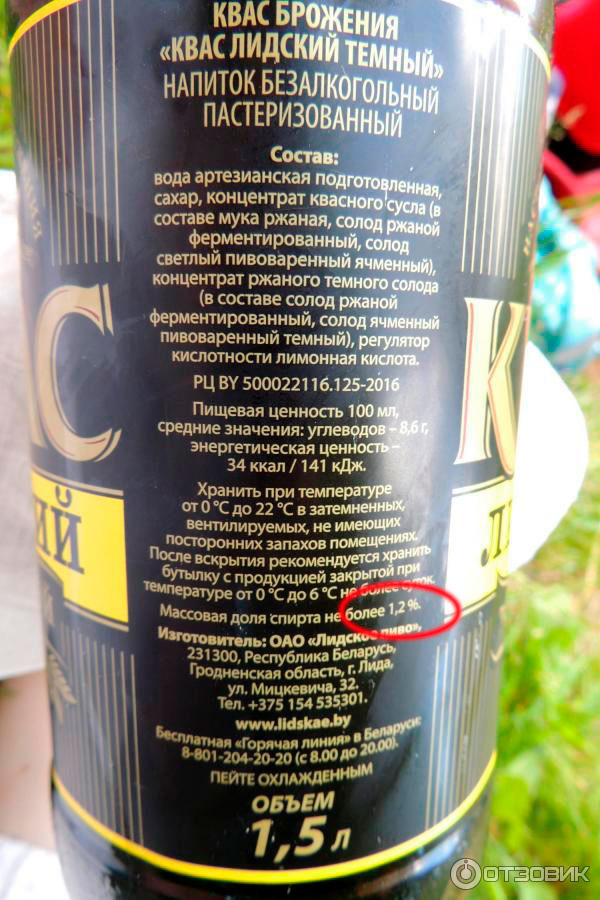 КВАС БРОЖЕНИЯ
«КВАС ЛИДСКИЙ ТЕМНЫЙ»
НАПИТОК БЕЗАЛКОГОЛЬНЫЙ
ПАСТЕРИЗОВАННЫЙ
Состав:
вода артезианская подготовленная,
сахар, концентрат квасного сусла (в
составе мука ржаная, солод ржаной
ферментированный, солод
светлый пивоваренный ячменный),
концентрат ржаного темного солода
(в составе солод ржаной
ферментированный, солод ячменный
пивоваренный темный), регулятор
кислотности лимонная кислота.
РЦ BY 500022116.125-2016
Пищевая ценность 100 мл,
средние значения: углеводов – 8,6 г,
энергетическая ценность –
34 ккал / 141 кДж.
Хранить при температуре
от 0 °С до 22 °С в затемненных,
вентилируемых, не имеющих
посторонних запахов помещениях.
После вскрытия рекомендуется хранить
бутылку с продукцией закрытой при
температуре от 0 °С до 6 °С не более суток.
Массовая доля спирта не более 1,2 %.
Изготовитель: ОАО «Лидское пиво»,
231300, Республика Беларусь,
Гродненская область, г. Лида,
ул. Мицкевича, 32.
Тел. +375 154 535301.
www.lidskae.by
Бесплатная «Горячая линия» в Беларуси:
8-801-204-20-20 (с 8.00 до 20.00).
ПЕЙТЕ ОХЛАЖДЕННЫМ
ОБЪЕМ
1,5 л
АС
ИЙ
К
Л
ОТЗОВИК